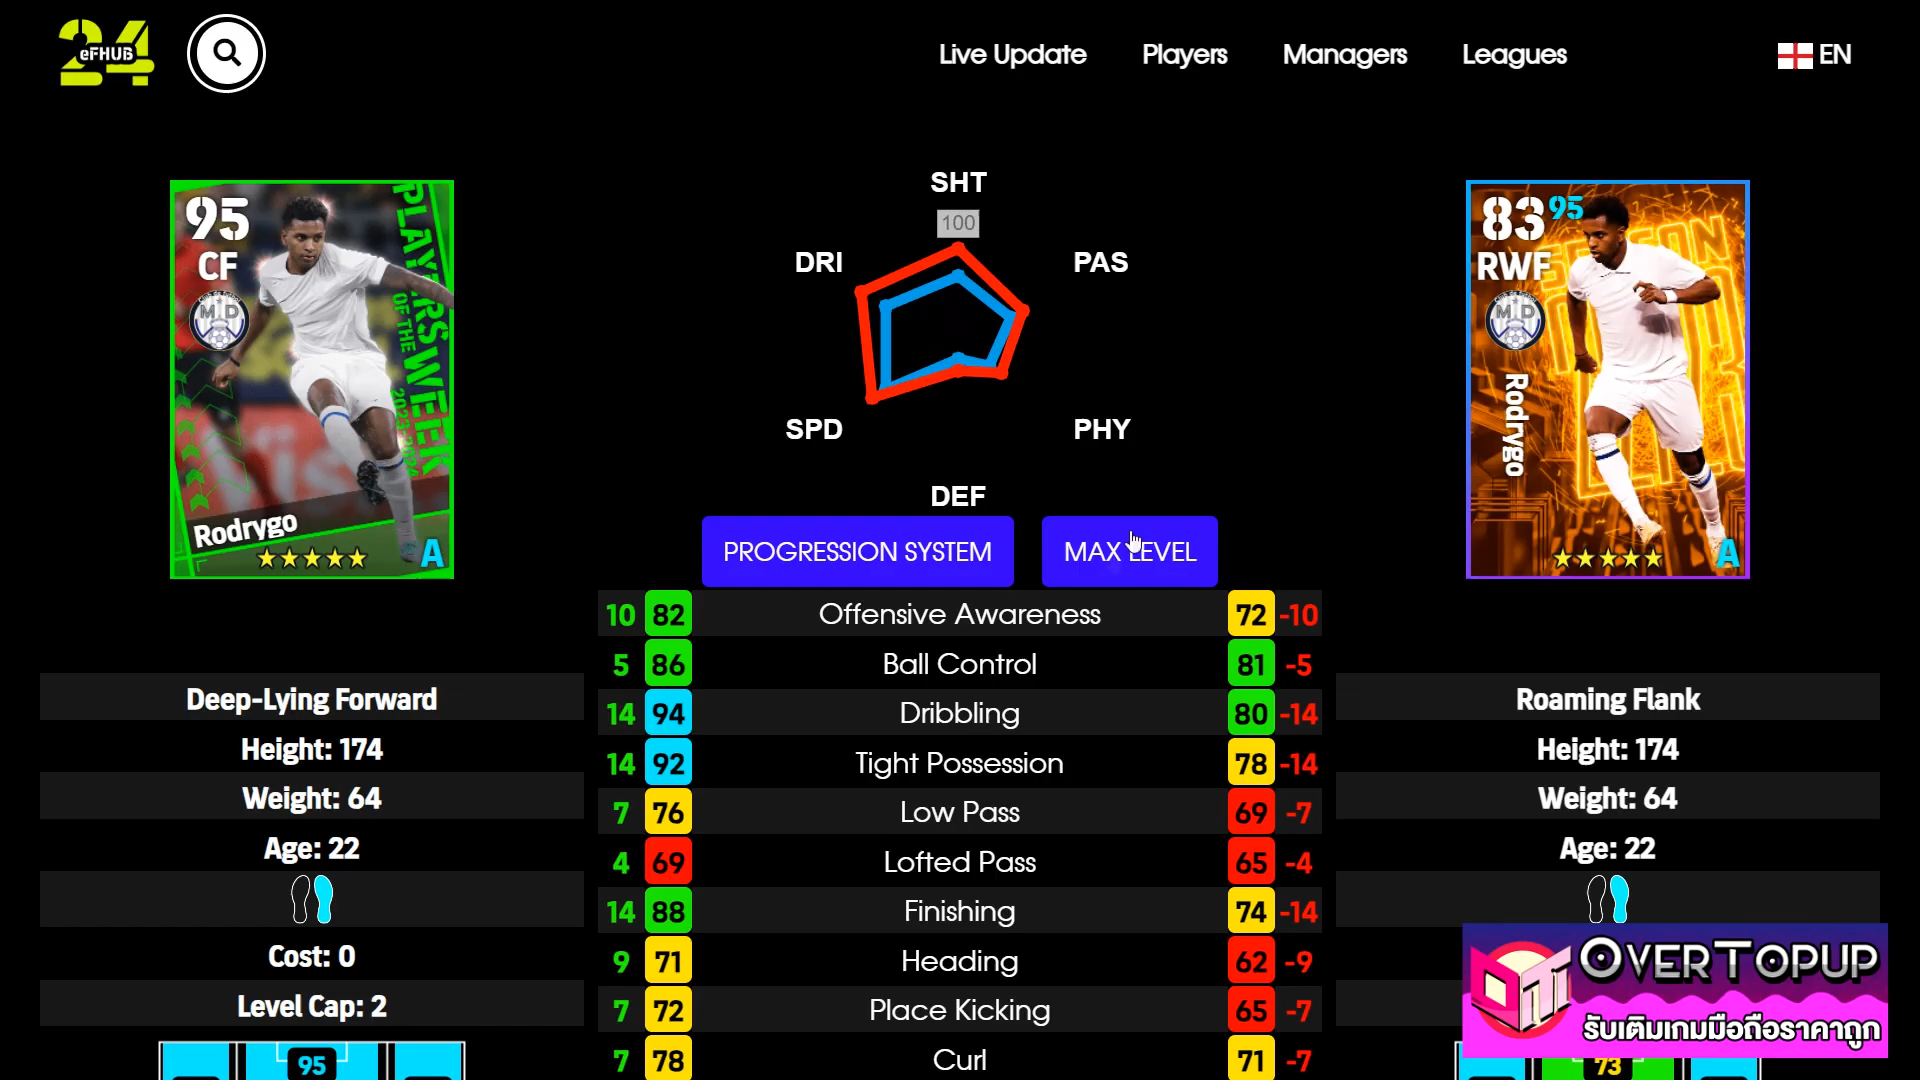 24
eFHUB
Live Update
Players
Managers
Leagues
EN
95
CF
MD
PLAYERS
OF THE WEEK
2023-2024
Rodrygo
A
SHT
100
DRI
PAS
SPD
PHY
DEF
83 95
RWF
MD
Rodrygo
A
PROGRESSION SYSTEM
MAX LEVEL
10 82 Offensive Awareness 72 -10
5 86 Ball Control 81 -5
14 94 Dribbling 80 -14
14 92 Tight Possession 78 -14
7 76 Low Pass 69 -7
4 69 Lofted Pass 65 -4
14 88 Finishing 74 -14
9 71 Heading 62 -9
7 72 Place Kicking 65 -7
7 78 Curl 71 -7
Deep-Lying Forward
Height: 174
Weight: 64
Age: 22
Cost: 0
Level Cap: 2
95
Roaming Flank
Height: 174
Weight: 64
Age: 22
OTU
OVERTOPUP
รับเติมเกมมือถือราคาถูก
73